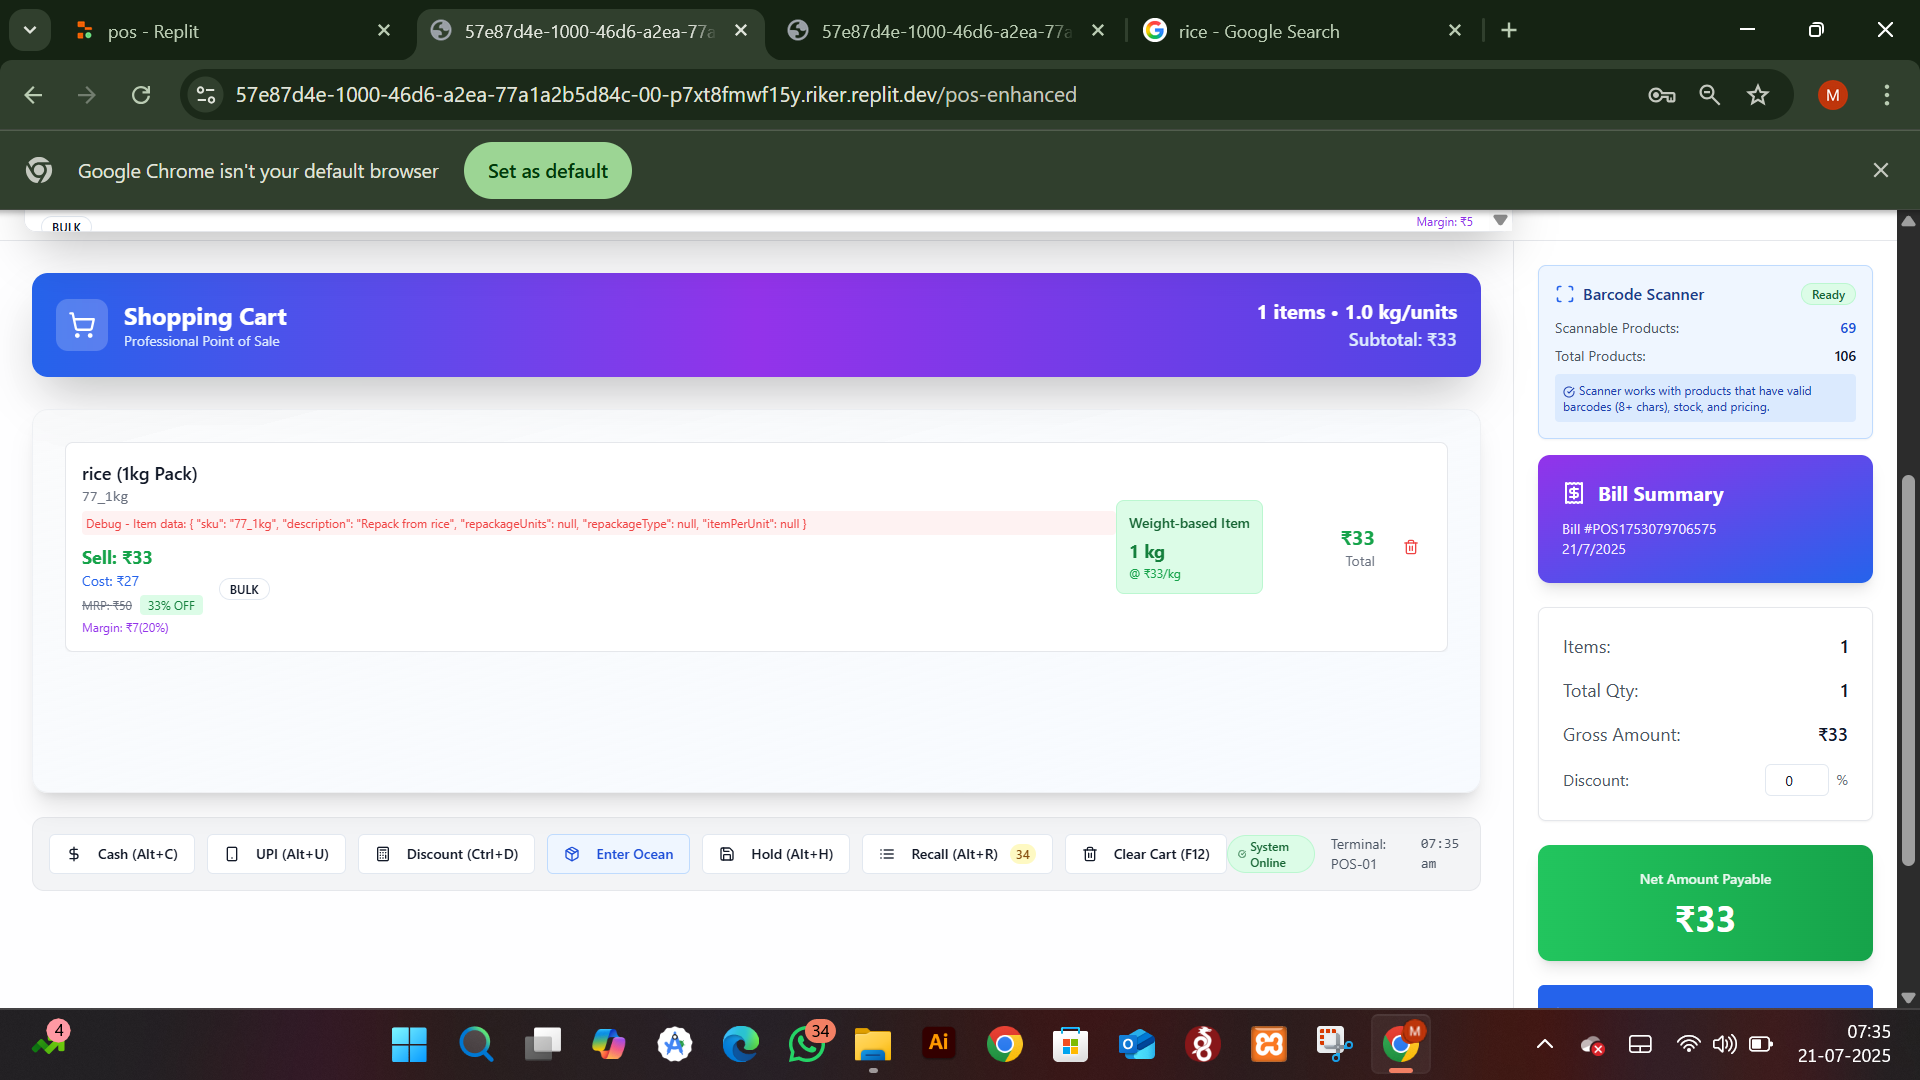 pos - Replit
57e87d4e-1000-46d6-a2ea-77a
57e87d4e-1000-46d6-a2ea-77a
rice - Google Search
57e87d4e-1000-46d6-a2ea-77a1a2b5d84c-00-p7xt8fmwf15y.riker.replit.dev/pos-enhanced
M
Google Chrome isn't your default browser
Set as default
BULK
Margin: ₹5
Shopping Cart
Professional Point of Sale
1 items • 1.0 kg/units
Subtotal: ₹33
rice (1kg Pack)
77_1kg
Debug - Item data: { "sku": "77_1kg", "description": "Repack from rice", "repackageUnits": null, "repackageType": null, "itemPerUnit": null }
Sell: ₹33
Cost: ₹27
MRP: ₹50 33% OFF
Margin: ₹7(20%)
BULK
Weight-based Item
1 kg
@ ₹33/kg
₹33
Total
Cash (Alt+C)
UPI (Alt+U)
Discount (Ctrl+D)
Enter Ocean
Hold (Alt+H)
Recall (Alt+R) 34
Clear Cart (F12)
System Online
Terminal: POS-01
07:35 am
Barcode Scanner
Ready
Scannable Products: 69
Total Products: 106
Scanner works with products that have valid
barcodes (8+ chars), stock, and pricing.
Bill Summary
Bill #POS1753079706575
21/7/2025
Items: 1
Total Qty: 1
Gross Amount: ₹33
Discount: 0 %
Net Amount Payable
₹33
4
34
Ai
M
07:35
21-07-2025